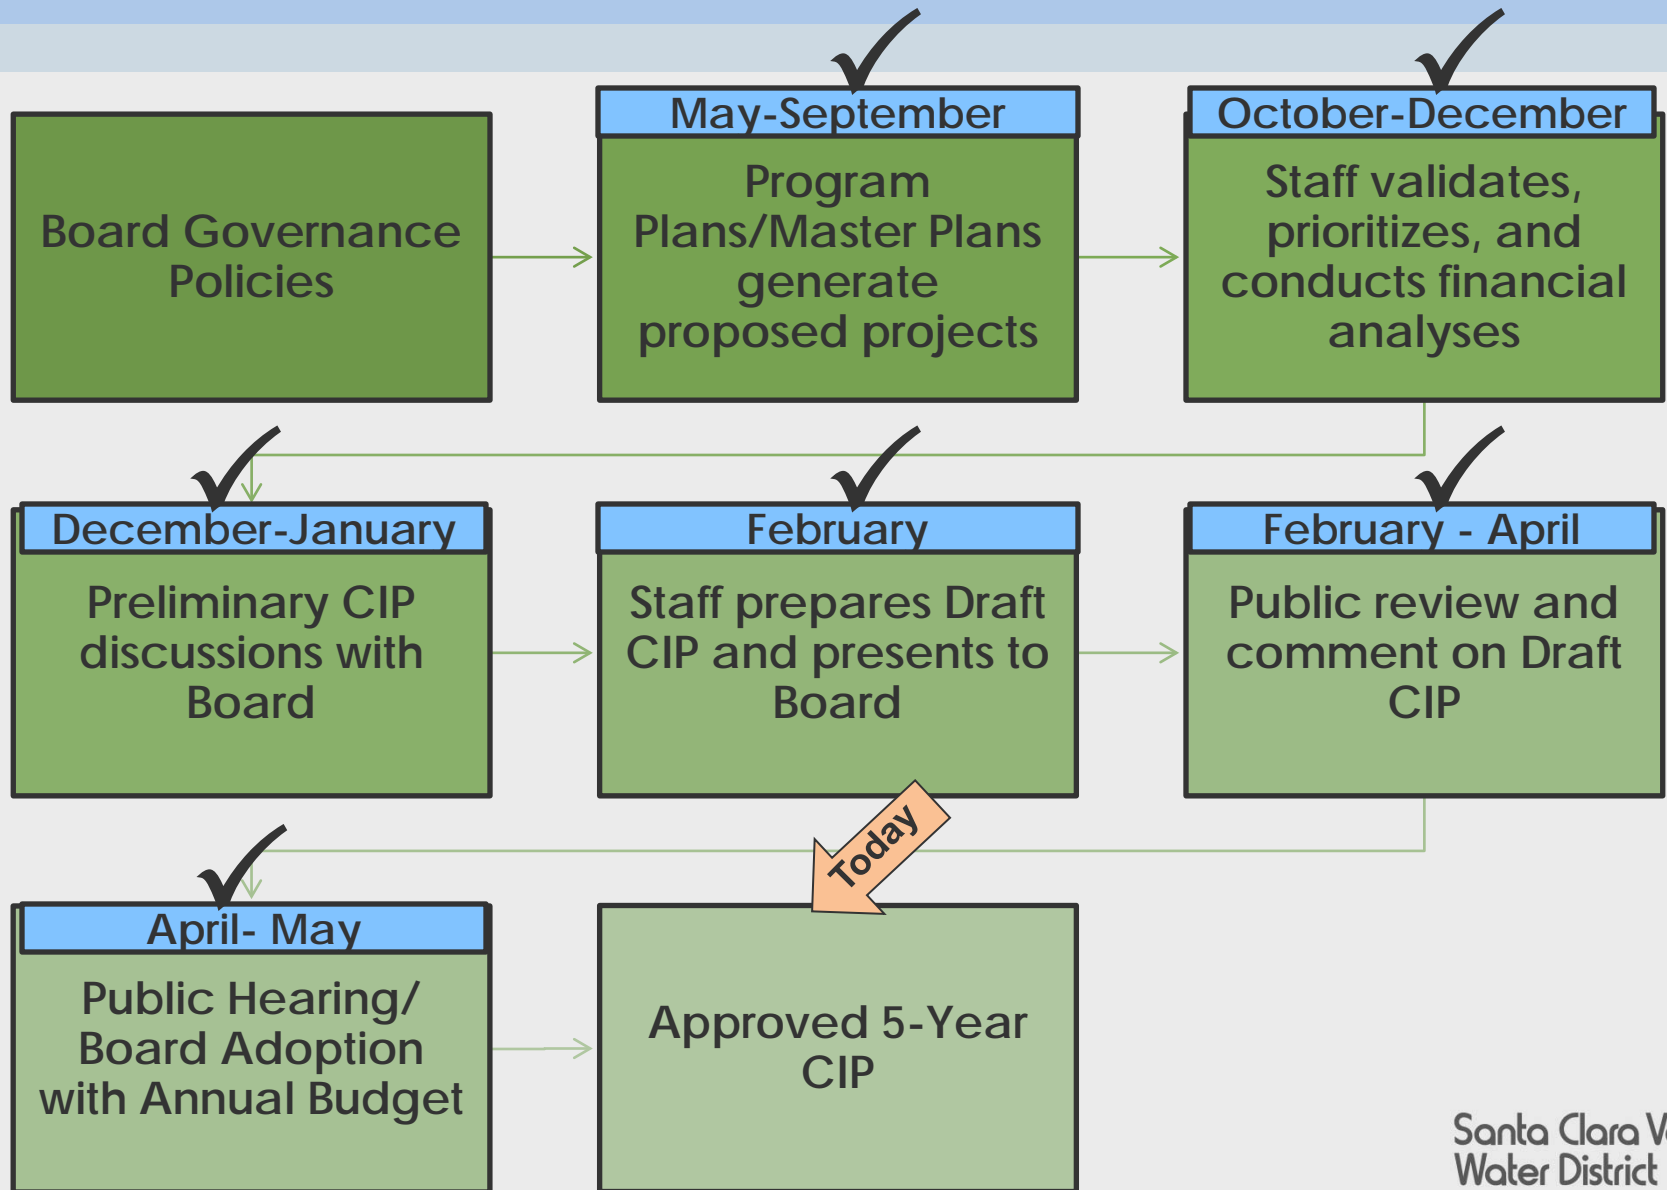 Board Governance
Policies
May-September
Program
Plans/Master Plans
generate
proposed projects
October-December
Staff validates,
prioritizes, and
conducts financial
analyses
December-January
Preliminary CIP
discussions with
Board
February
Staff prepares Draft
CIP and presents to
Board
February - April
Public review and
comment on Draft
CIP
April- May
Public Hearing/
Board Adoption
with Annual Budget
Today
Approved 5-Year
CIP
Santa Clara
Water District